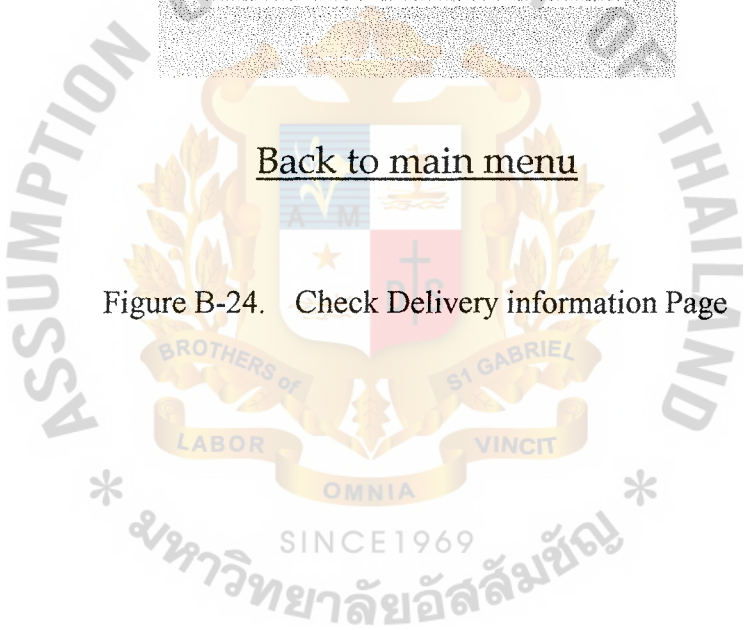 ASSUMPTION
OF
THAILAND
Back to main menu
A M
D S
Figure B-24. Check Delivery information Page
BROTHERS of
St GABRIEL
LABOR
VINCIT
OMNIA
* *
SINCE1969
มหาวิทยาลัยอัสสัมชัญ